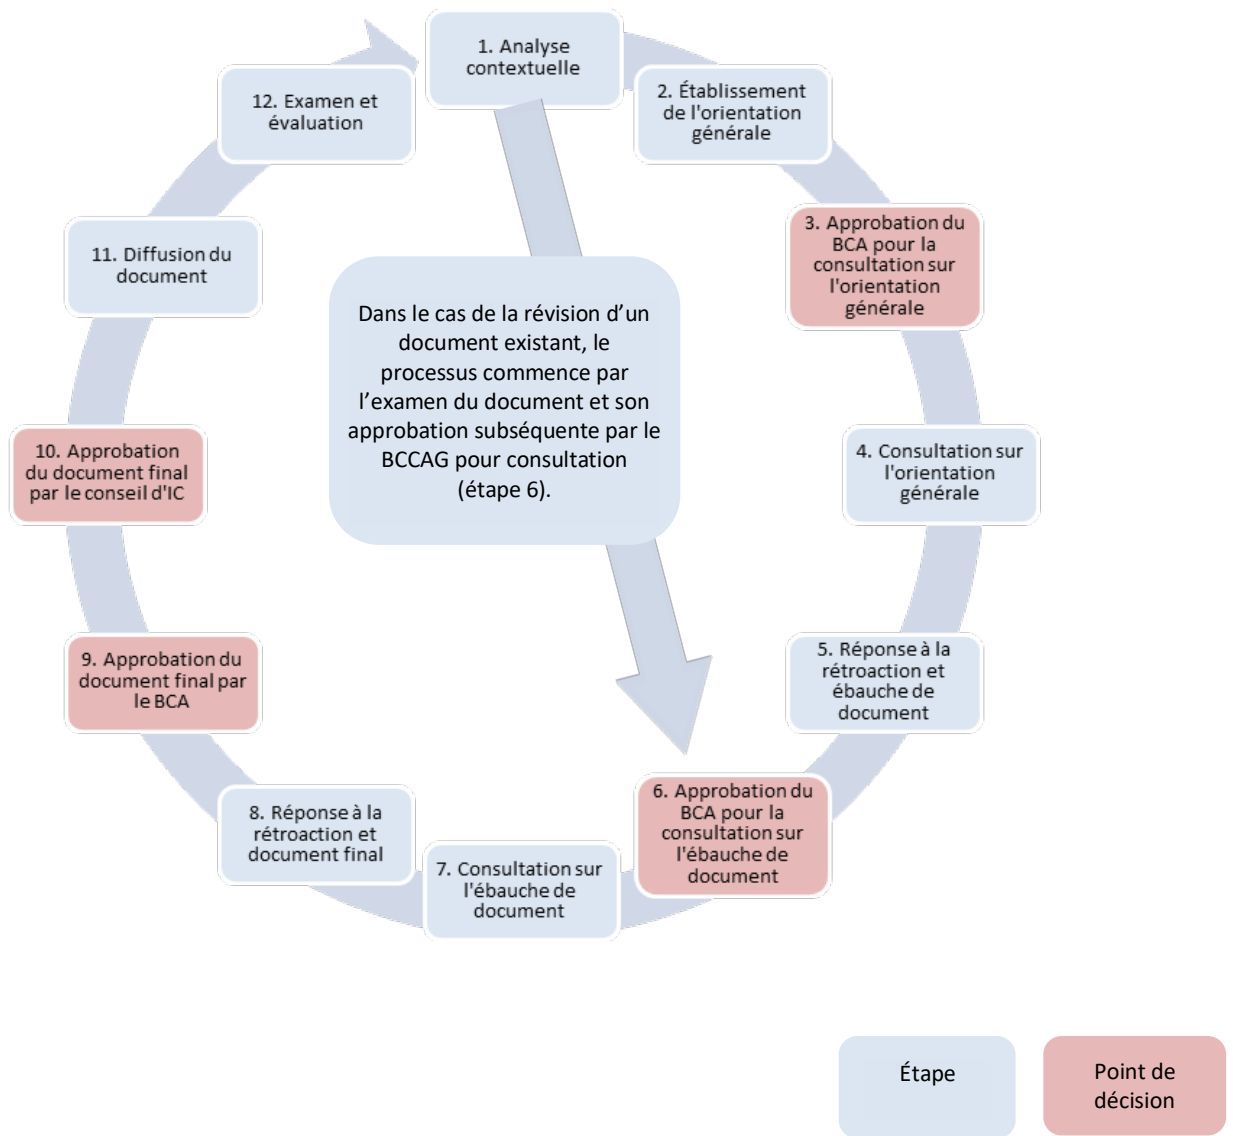 1. Analyse
contextuelle
2. Établissement
de l'orientation
générale
3. Approbation du
BCA pour la
consultation sur
l'orientation
générale
4. Consultation sur
l'orientation
générale
5. Réponse à la
rétroaction et
ébauche de
document
6. Approbation du
BCA pour la
consultation sur
l'ébauche de
document
7. Consultation sur
l'ébauche de
document
8. Réponse à la
rétroaction et
document final
9. Approbation du
document final par
le BCA
10. Approbation
du document final
par le conseil d'IC
11. Diffusion du
document
12. Examen et
évaluation
Dans le cas de la révision d’un
document existant, le
processus commence par
l’examen du document et son
approbation subséquente par le
BCCAG pour consultation
(étape 6).
Étape
Point de
décision